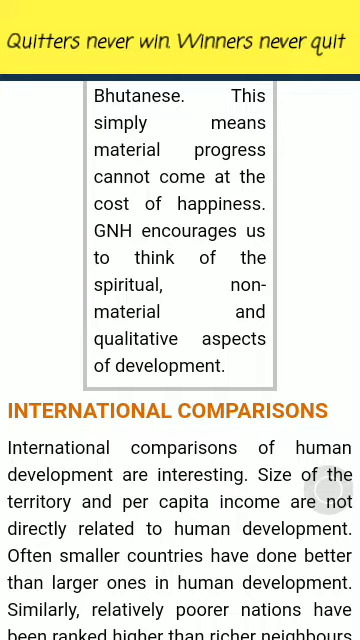 Quitters never win. Winners never quit
Bhutanese. This
simply means
material progress
cannot come at the
cost of happiness.
GNH encourages us
to think of the
spiritual, non-
material and
qualitative aspects
of development.
INTERNATIONAL COMPARISONS
International comparisons of human
development are interesting. Size of the
territory and per capita income are not
directly related to human development.
Often smaller countries have done better
than larger ones in human development.
Similarly, relatively poorer nations have
been ranked higher than richer neighbours